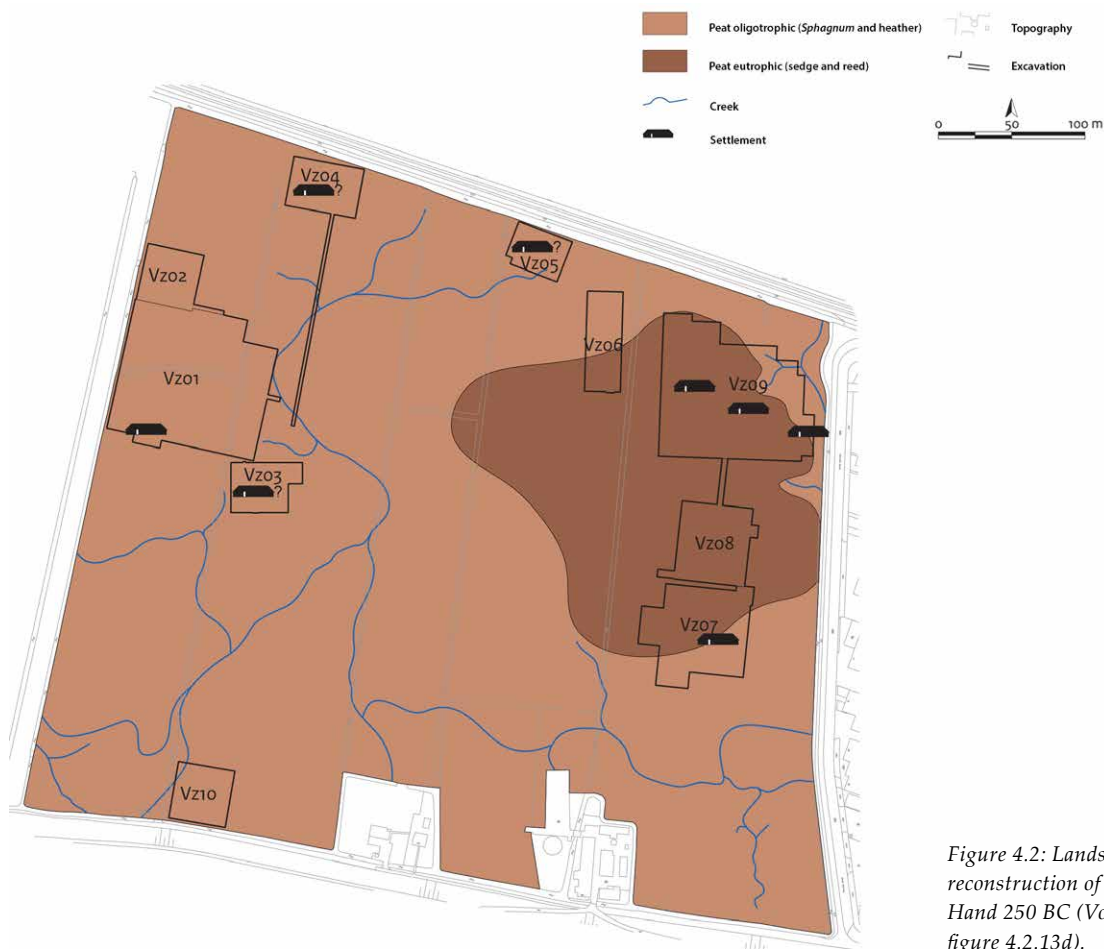 Peat oligotrophic (Sphagnum and heather)
Peat eutrophic (sedge and reed)
Creek
Settlement
Topography
Excavation
0 50 100 m
Vz04
?
Vz05
?
Vz02
Vz06
Vz01
Vz09
Vz03
?
Vz08
Vz07
Vz10
Figure 4.2: Lands
reconstruction of
Hand 250 BC (Vo
figure 4.2.13d).